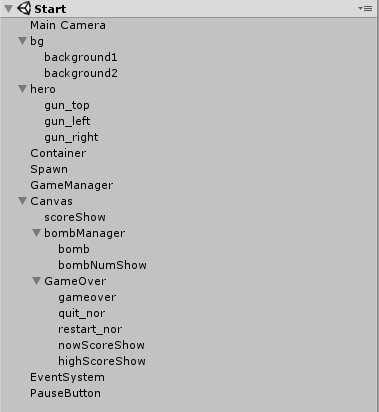 Start
Main Camera
bg
background1
background2
hero
gun_top
gun_left
gun_right
Container
Spawn
GameManager
Canvas
scoreShow
bombManager
bomb
bombNumShow
GameOver
gameover
quit_nor
restart_nor
nowScoreShow
highScoreShow
EventSystem
PauseButton